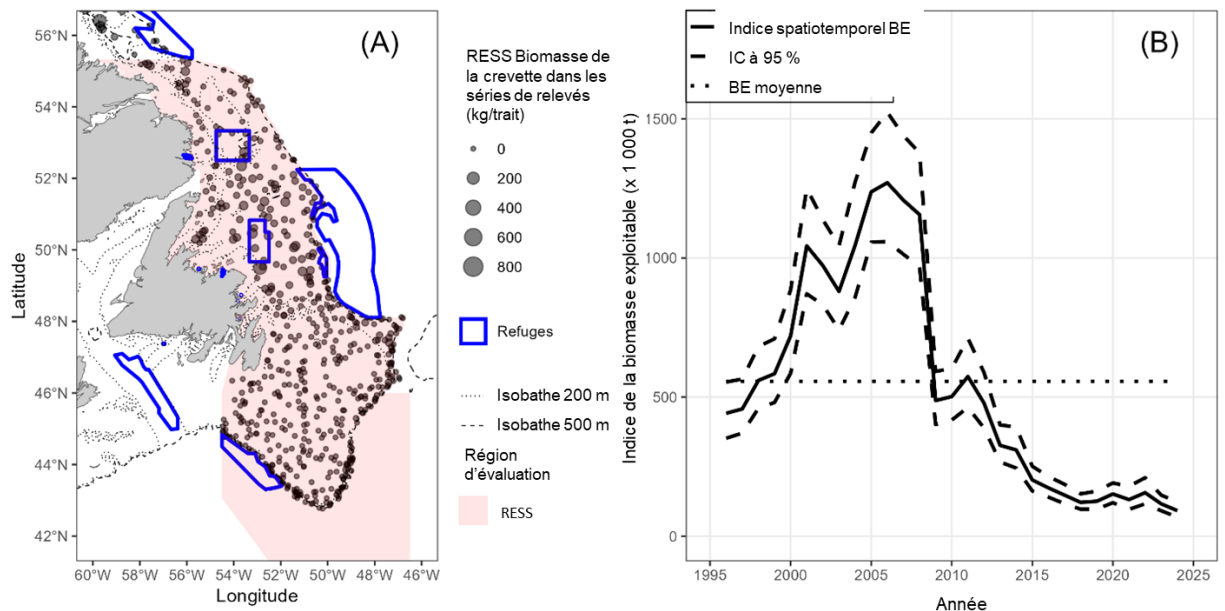 (A)
56°N
54°N
52°N
50°N
48°N
46°N
44°N
42°N
Latitude
60°W 58°W 56°W 54°W 52°W 50°W 48°W 46°W
Longitude
RESS Biomasse de
la crevette dans les
séries de relevés
(kg/trait)
0
200
400
600
800
Refuges
Isobathe 200 m
Isobathe 500 m
Région
d'évaluation
RESS
(B)
Indice spatiotemporel BE
IC à 95 %
BE moyenne
1500
1000
500
0
Indice de la biomasse exploitable (x 1 000 t)
1995 2000 2005 2010 2015 2020 2025
Année